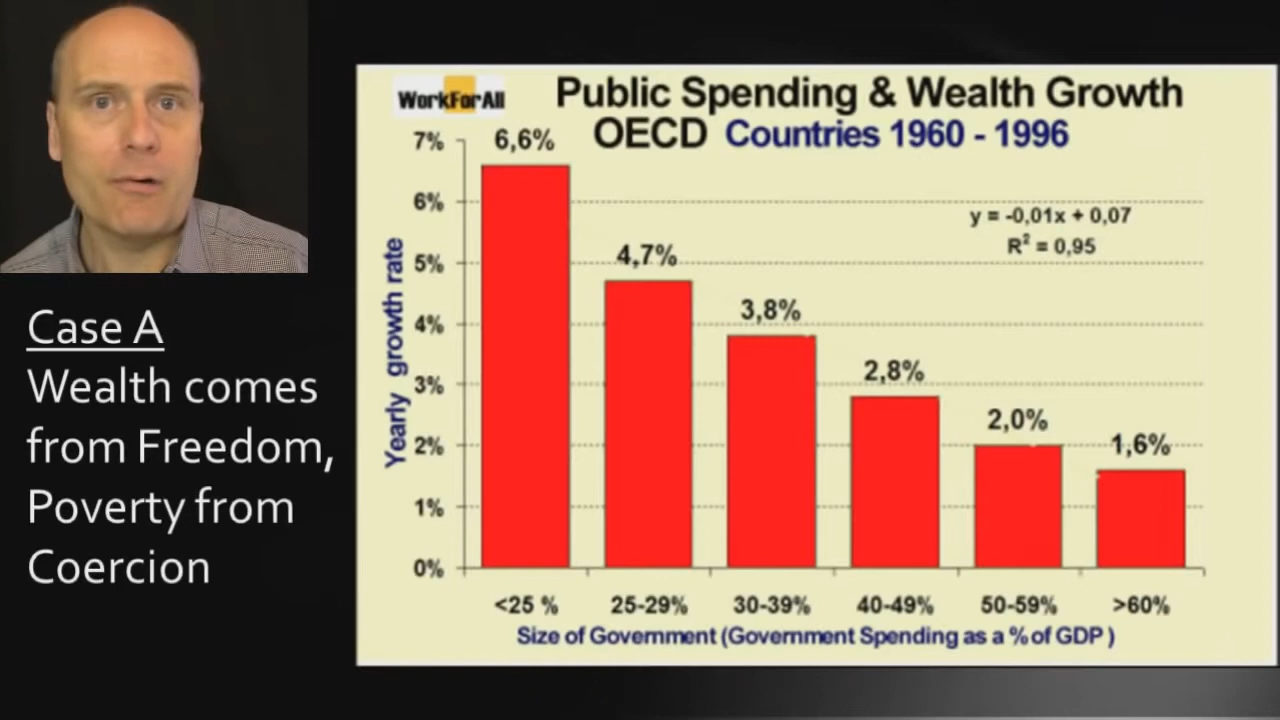 Case A
Wealth comes
from Freedom,
Poverty from
Coercion
WorkForAll
Public Spending & Wealth Growth
OECD Countries 1960 - 1996
Yearly growth rate
7%
6%
5%
4%
3%
2%
1%
0%
6,6%
4,7%
3,8%
2,8%
2,0%
1,6%
y = -0,01x + 0,07
R² = 0,95
<25 %
25-29%
30-39%
40-49%
50-59%
>60%
Size of Government (Government Spending as a % of GDP )